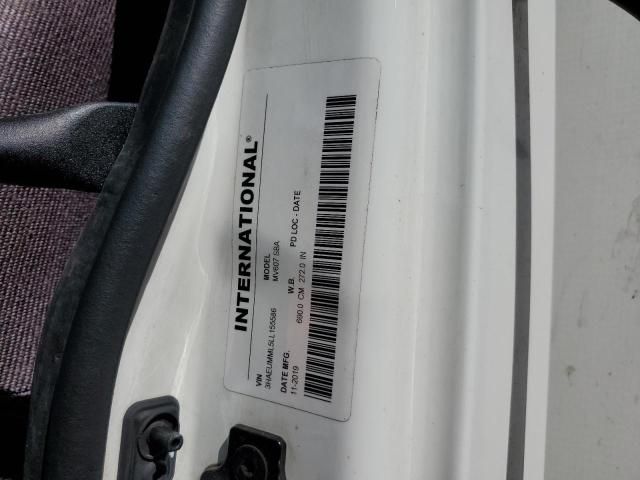 INTERNATIONAL®
VIN MODEL
3HAEUMML5LL155586 MV607 SBA
DATE MFG. W.B. PD LOC - DATE
11-2019 690.0 CM 272.0 IN